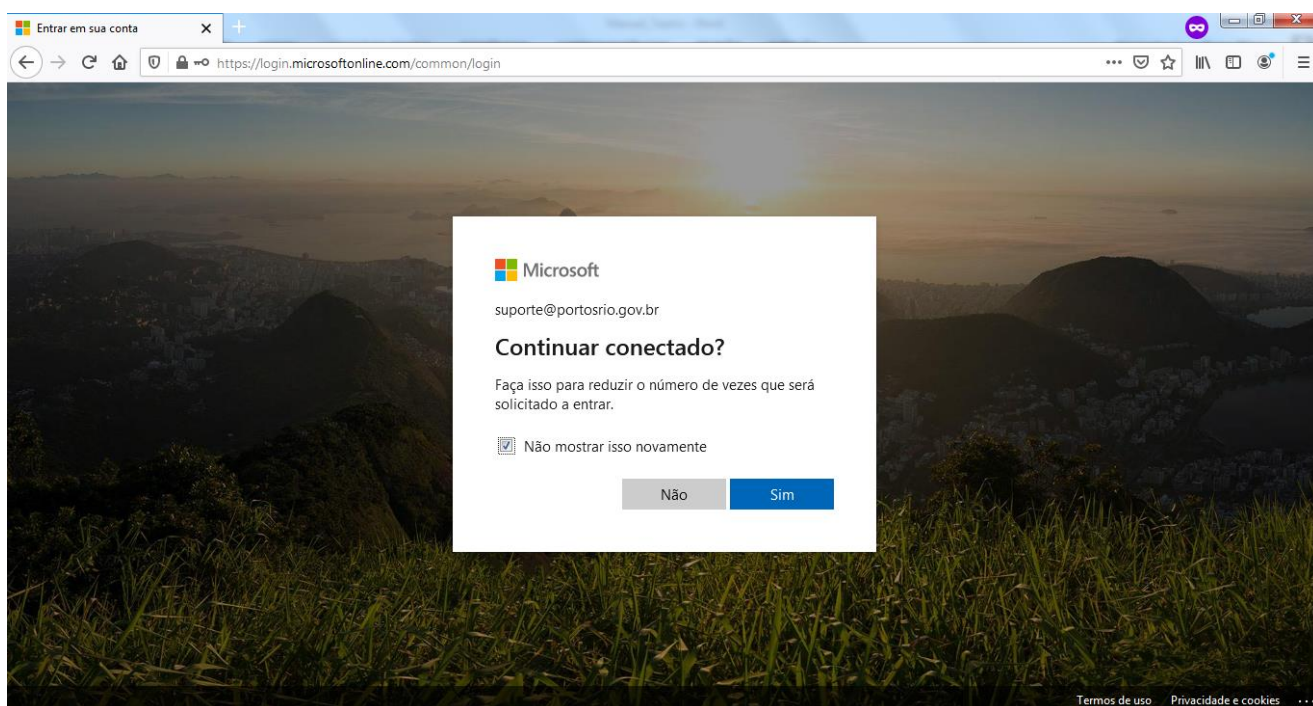 Entrar em sua conta
https://login.microsoftonline.com/common/login
Microsoft
suporte@portosrio.gov.br
Continuar conectado?
Faça isso para reduzir o número de vezes que será
solicitado a entrar.
Não mostrar isso novamente
Não Sim
Termos de uso Privacidade e cookies